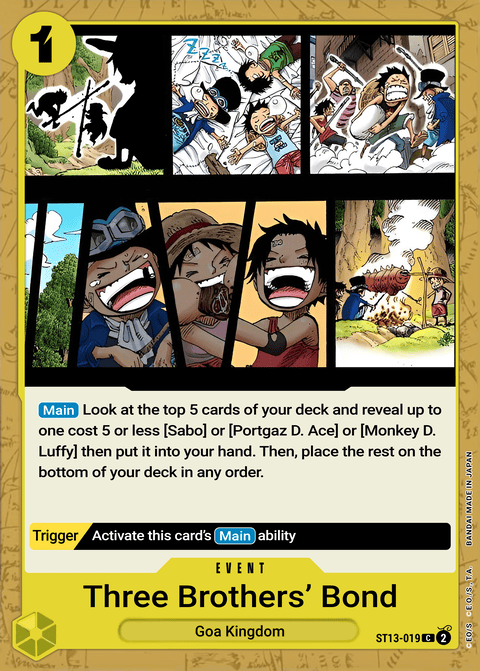 1
Z Z Z Z
Main Look at the top 5 cards of your deck and reveal up to
one cost 5 or less [Sabo] or [Portgaz D. Ace] or [Monkey D.
Luffy] then put it into your hand. Then, place the rest on the
bottom of your deck in any order.
Trigger Activate this card's Main ability
EVENT
Three Brothers' Bond
Goa Kingdom
ST13-019 C 2
©E.O/S. ©E.O./S.,T.A. BANDAI MADE IN JAPAN